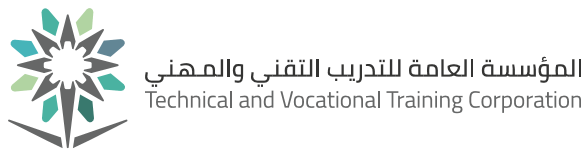 المؤسسة العامة للتدريب التقني والمهني
Technical and Vocational Training Corporation